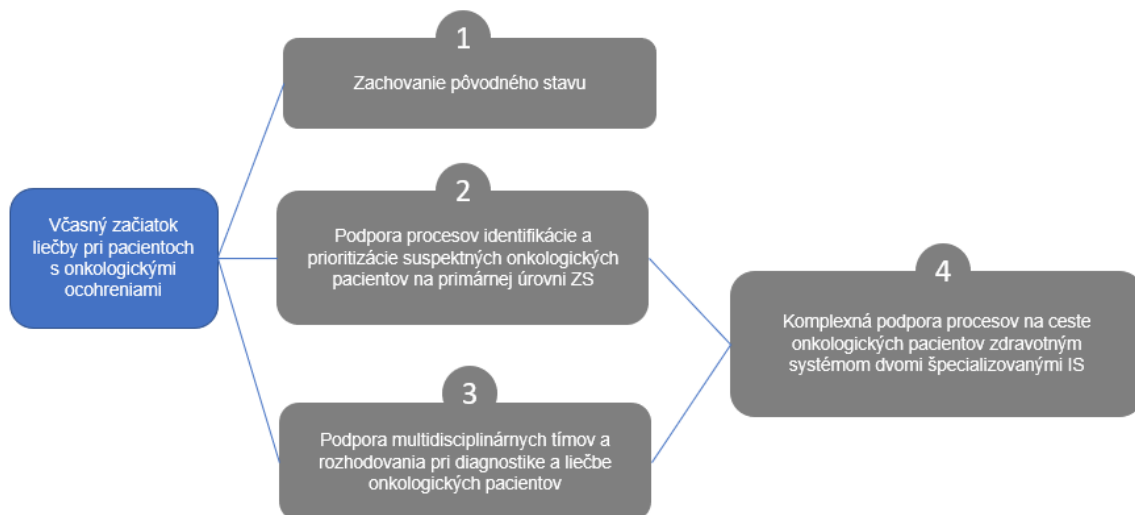 Včasný začiatok
liečby pri pacientoch
s onkologickými
ocohreniami
1
Zachovanie pôvodného stavu
2
Podpora procesov identifikácie a
prioritizácie suspektných onkologických
pacientov na primárnej úrovni ZS
3
Podpora multidisciplinárnych tímov a
rozhodovania pri diagnostike a liečbe
onkologických pacientov
4
Komplexná podpora procesov na ceste
onkologických pacientov zdravotným
systémom dvomi špecializovanými IS